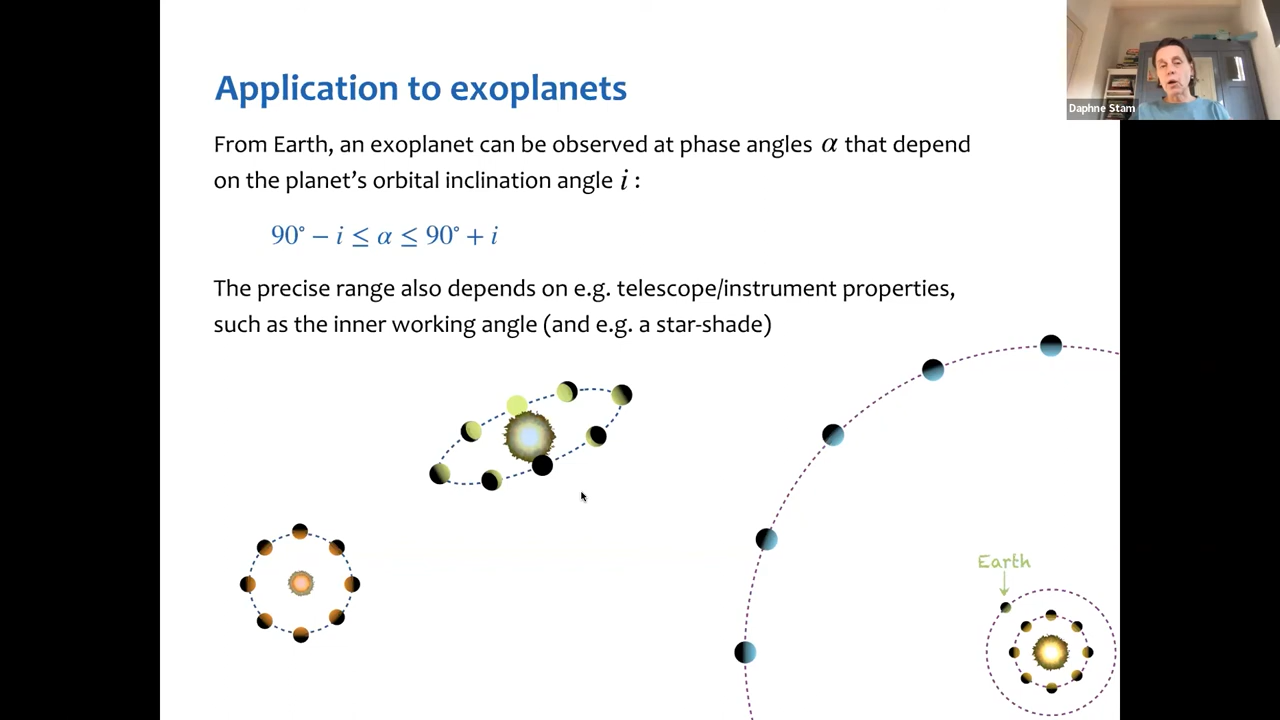 Application to exoplanets
From Earth, an exoplanet can be observed at phase angles α that depend
on the planet's orbital inclination angle i :
90° − i ≤ α ≤ 90° + i
The precise range also depends on e.g. telescope/instrument properties,
such as the inner working angle (and e.g. a star-shade)
Earth
Daphne Stam